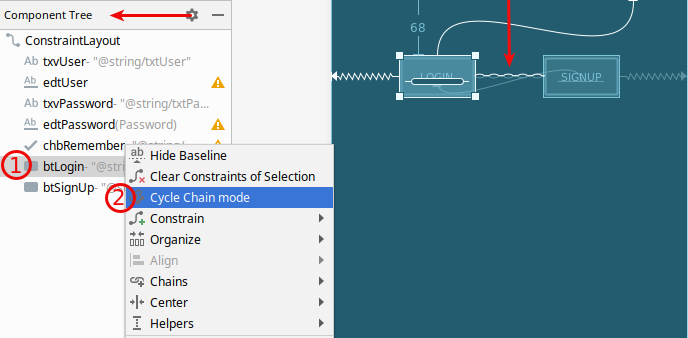 Component Tree
ConstraintLayout
Ab txvUser - "@string/txtUser"
Ab edtUser
Ab txvPassword - "@string/txtPa...
Ab edtPassword (Password)
chbRemember - "@string/
1 btLogin - "@stri
btSignUp - "@st
ab Hide Baseline
Clear Constraints of Selection
2 Cycle Chain mode
Constrain
Organize
Align
Chains
Center
Helpers
68
LOGIN
SIGNUP